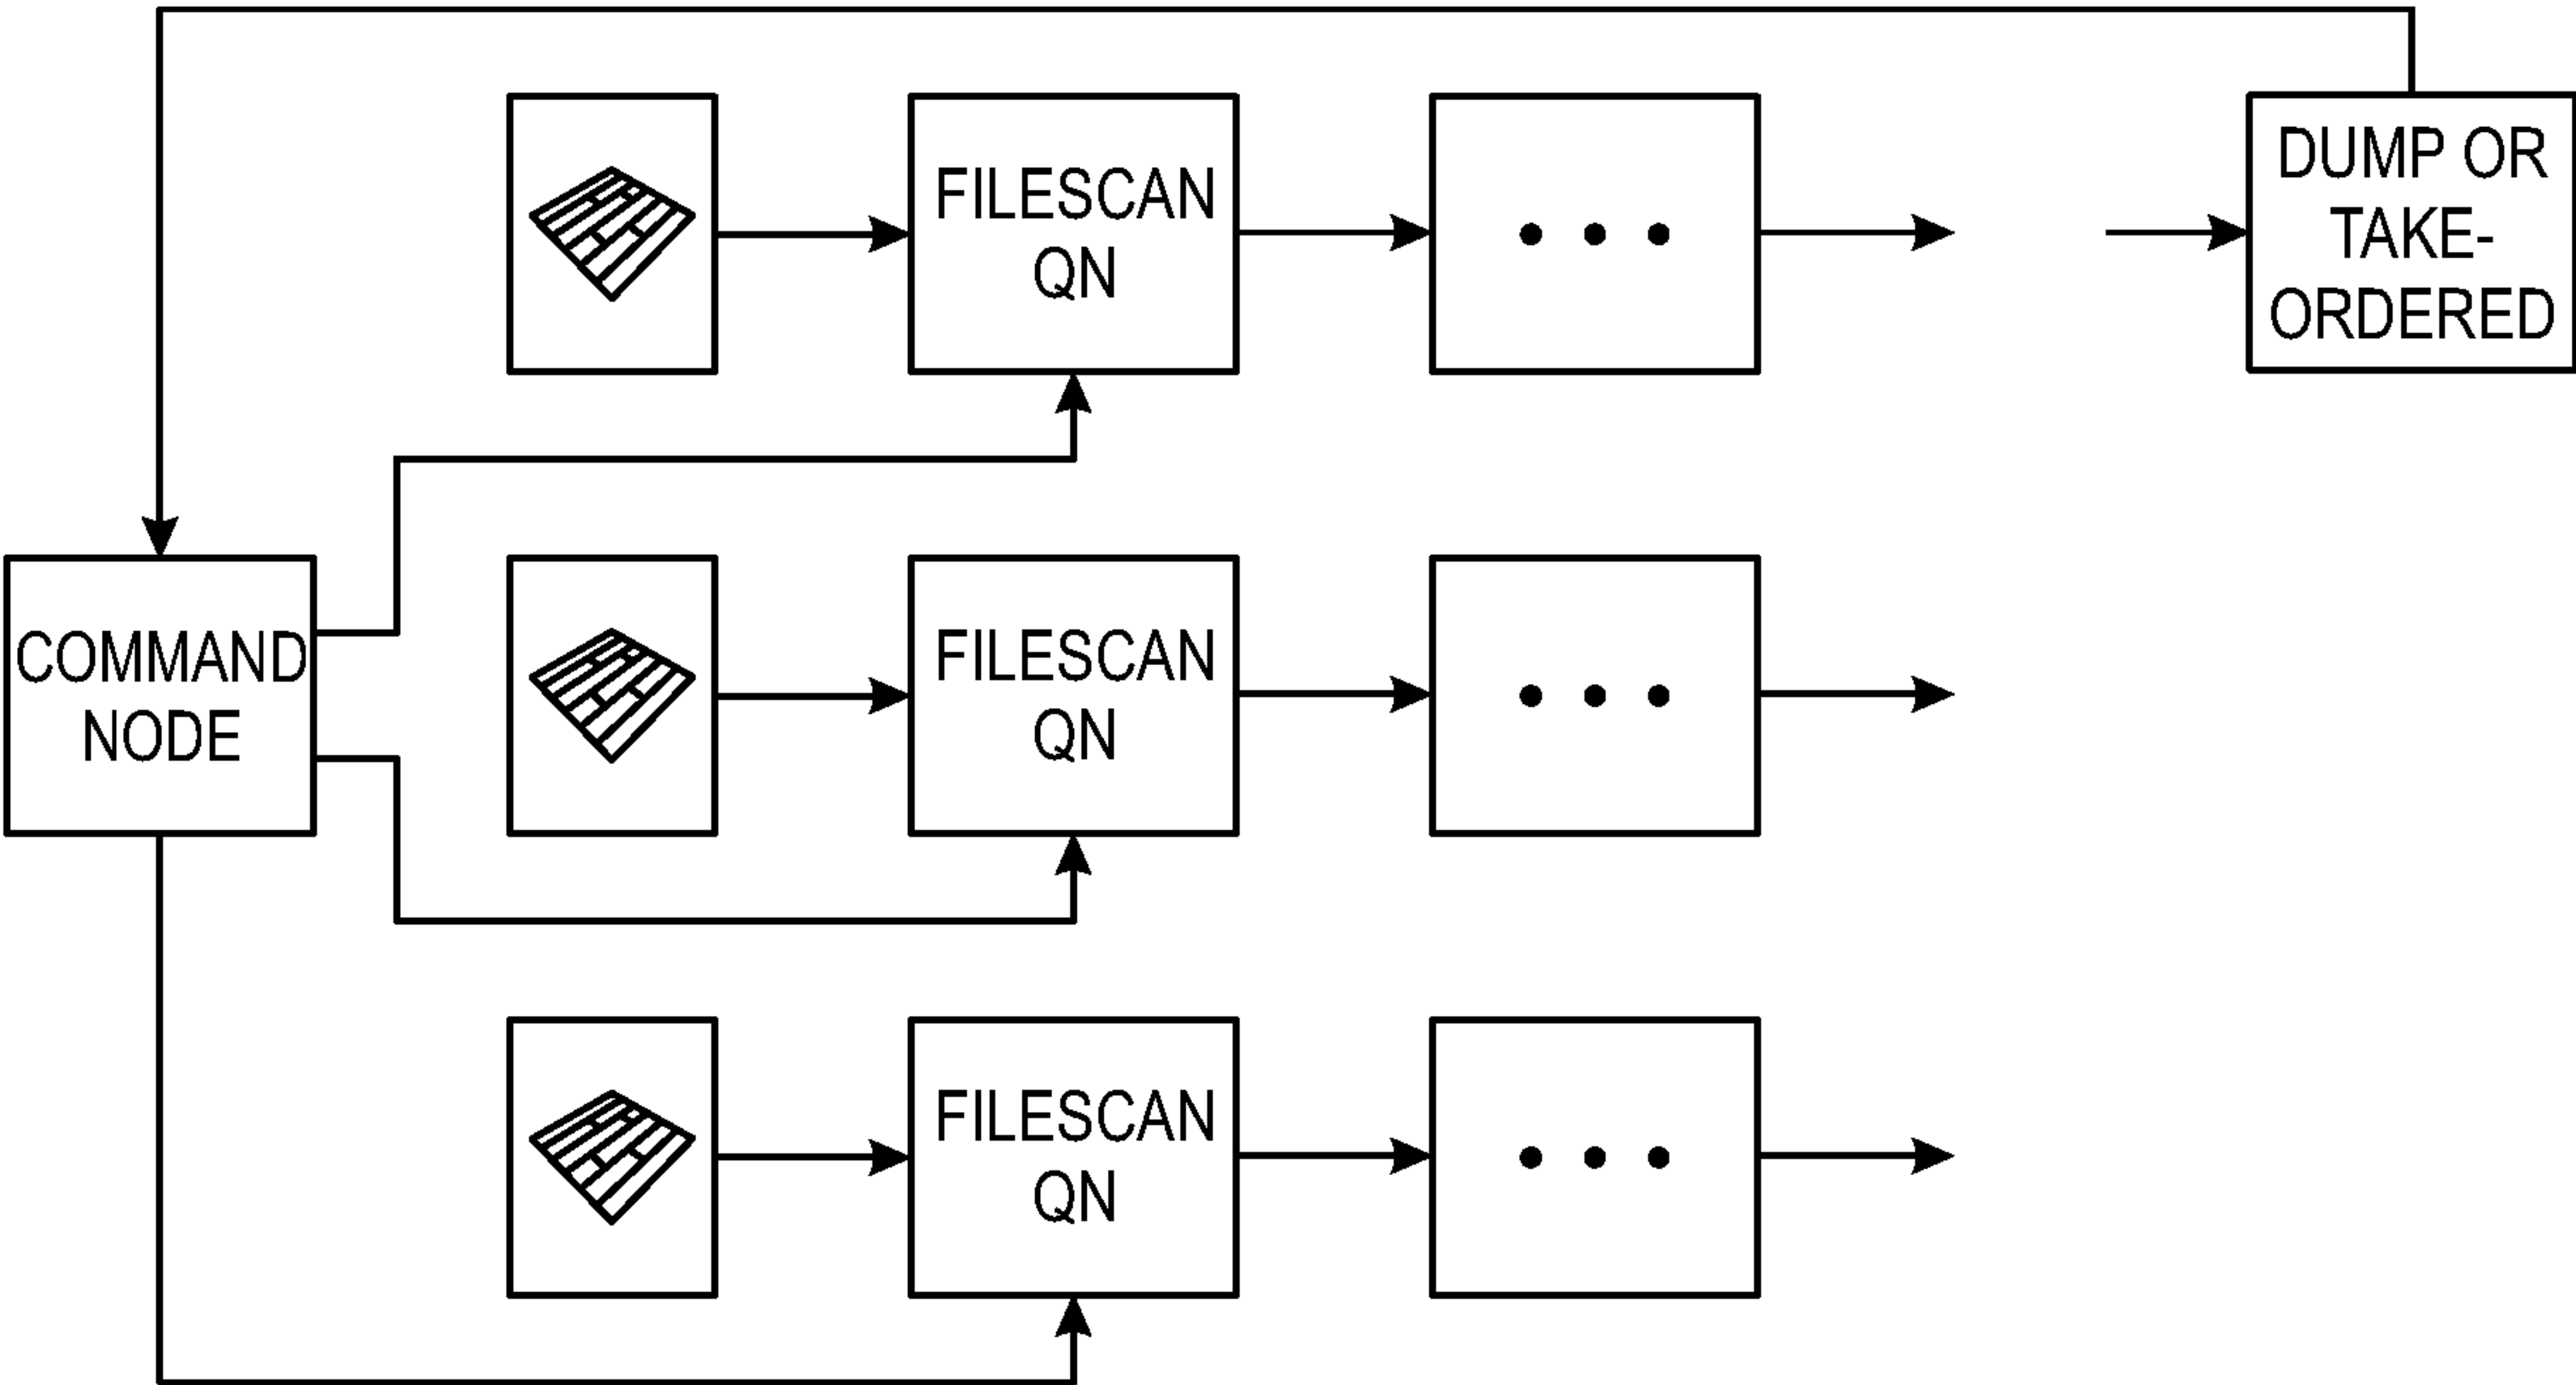 FILESCAN
QN
• • •
DUMP OR
TAKE-
ORDERED
COMMAND
NODE
FILESCAN
QN
• • •
FILESCAN
QN
• • •